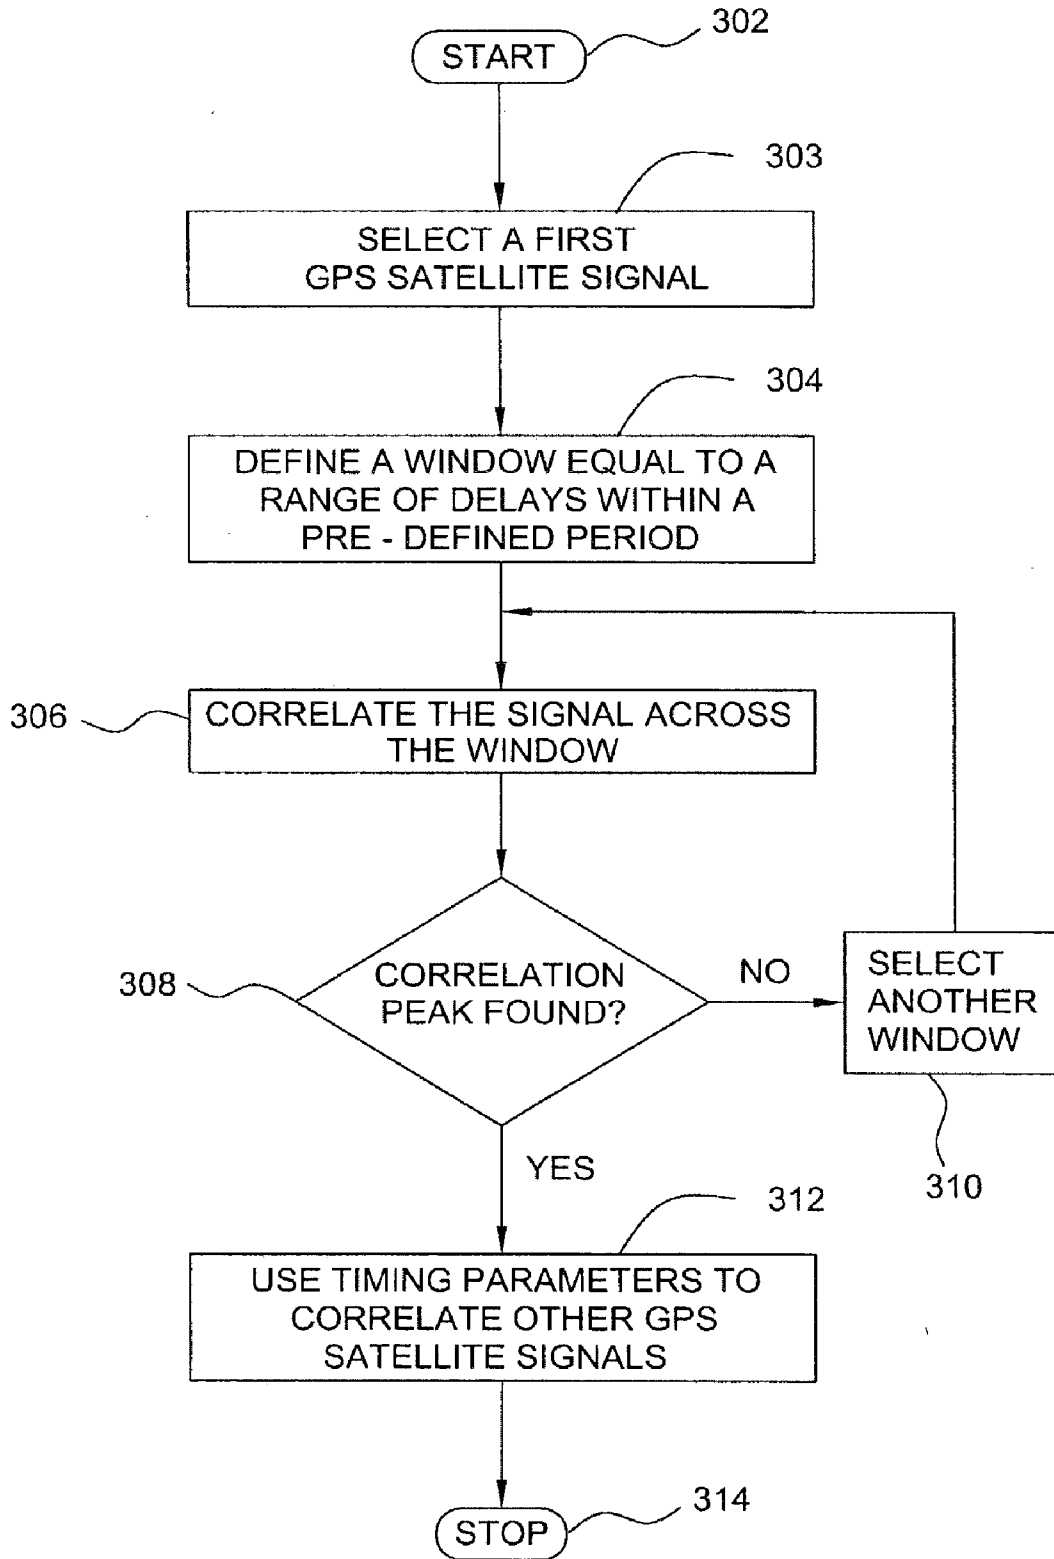 START
302
303
SELECT A FIRST
GPS SATELLITE SIGNAL
304
DEFINE A WINDOW EQUAL TO A
RANGE OF DELAYS WITHIN A
PRE - DEFINED PERIOD
306
CORRELATE THE SIGNAL ACROSS
THE WINDOW
308
CORRELATION
PEAK FOUND?
NO
SELECT
ANOTHER
WINDOW
310
YES
312
USE TIMING PARAMETERS TO
CORRELATE OTHER GPS
SATELLITE SIGNALS
STOP
314